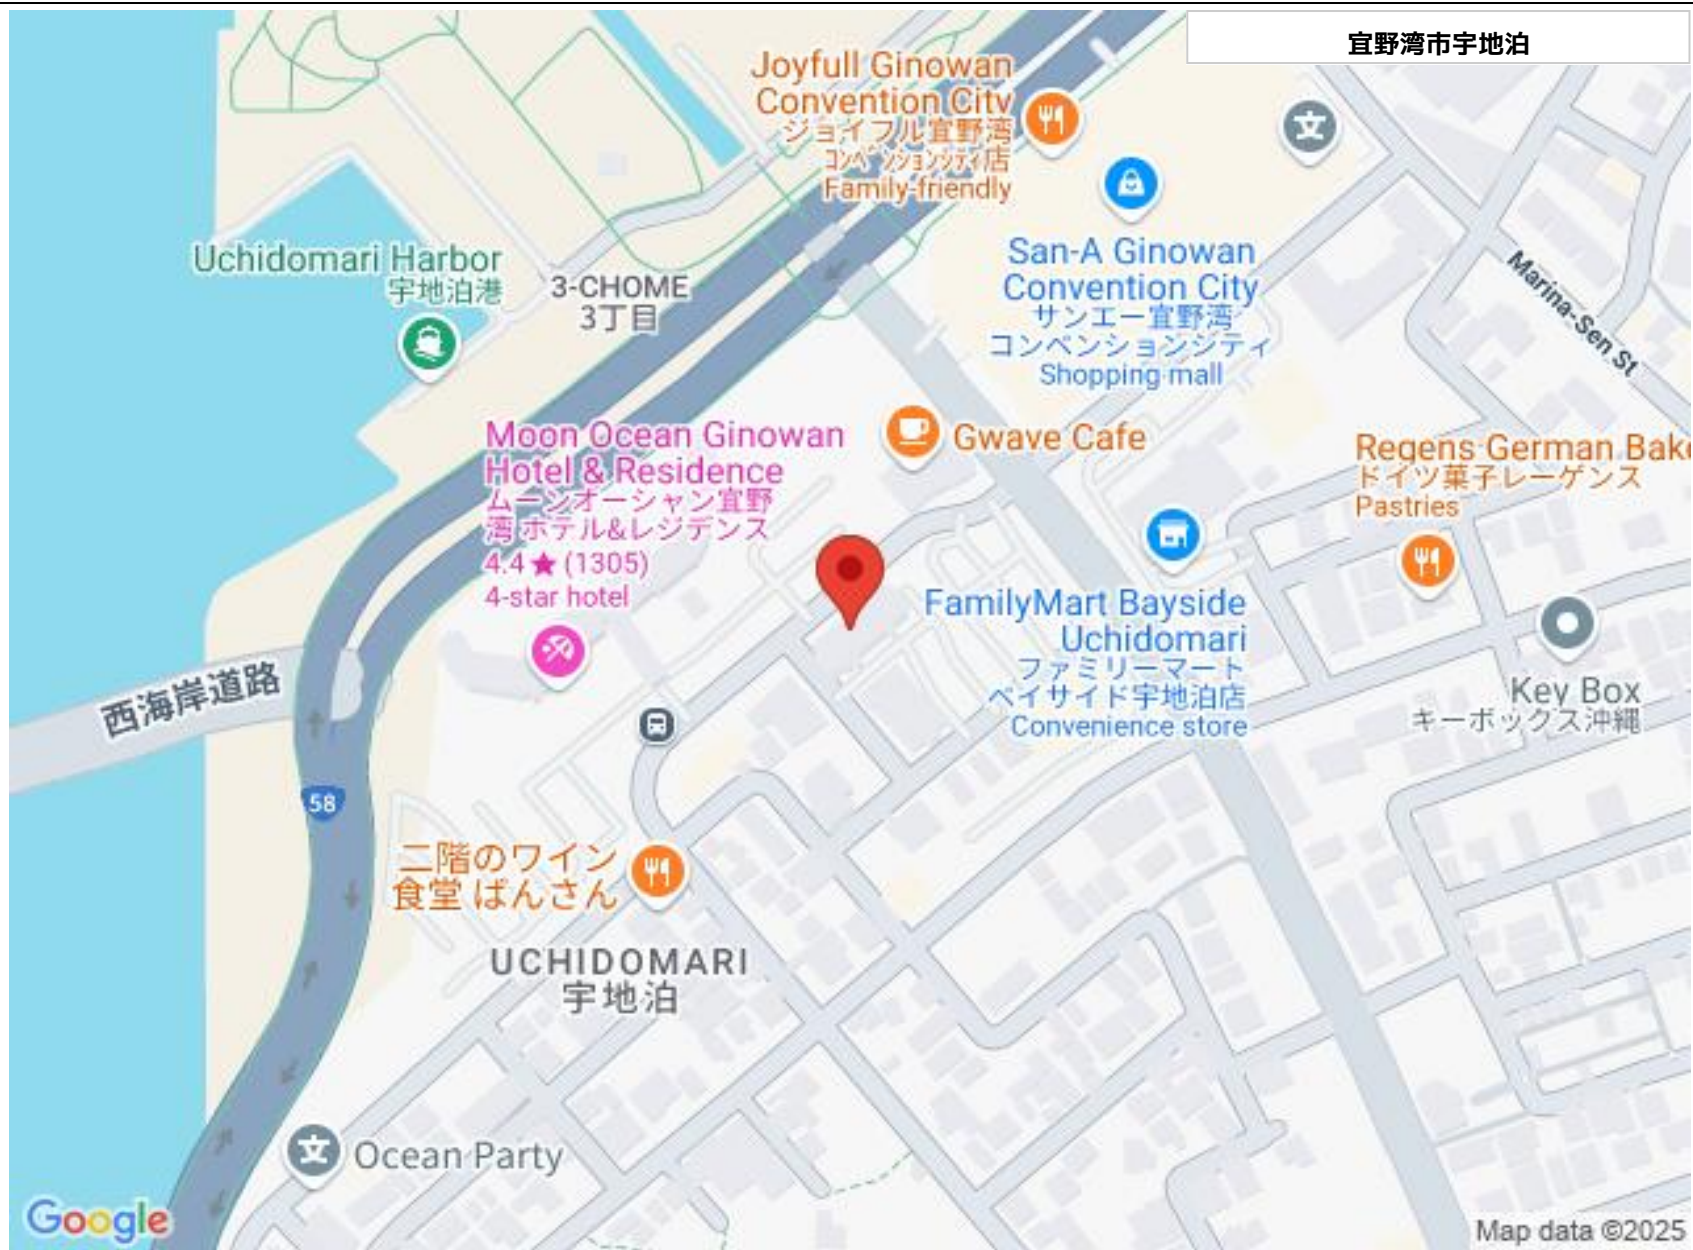 宜野湾市宇地泊
Joyfull Ginowan
Convention City
ジョイフル宜野湾
コンベンションシティ店
Family-friendly
文
San-A Ginowan
Convention City
サンエー宜野湾
コンベンションシティ
Shopping mall
Marina-Sen St
Uchidomari Harbor
宇地泊港
3-CHOME
3丁目
Moon Ocean Ginowan
Hotel & Residence
ムーンオーシャン宜野
湾 ホテル&レジデンス
4.4★ (1305)
4-star hotel
Gwave Cafe
Regens German Bake
ドイツ菓子レーゲンス
Pastries
FamilyMart Bayside
Uchidomari
ファミリーマート
ベイサイド宇地泊店
Convenience store
Key Box
キーボックス沖縄
西海岸道路
58
二階のワイン
食堂 ばんさん
UCHIDOMARI
宇地泊
文
Ocean Party
Google
Map data ©2025